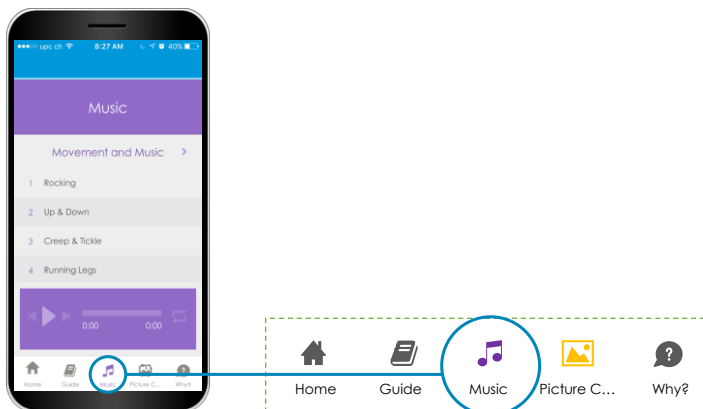 upc ch 8:27 AM 40%
Music
Movement and Music
1 Rocking
2 Up & Down
3 Creep & Tickle
4 Running Legs
0:00 0:00
Home Guide Music Picture C... Why?
Home Guide Music Picture C... Why?